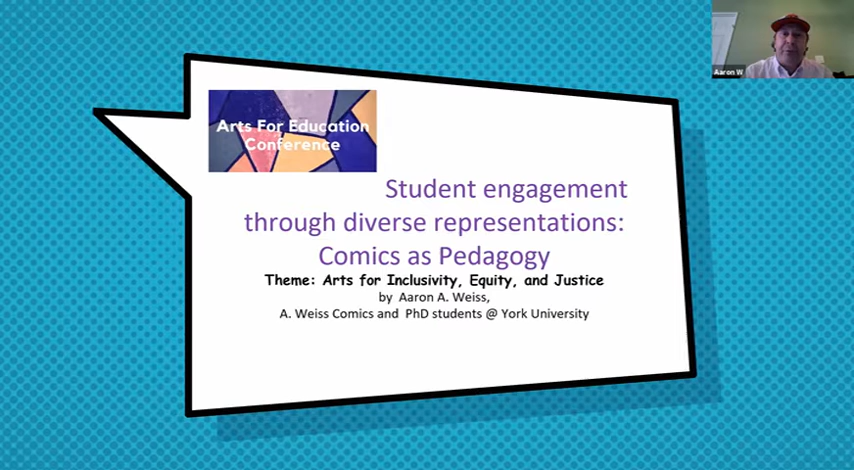 Aaron W
Arts For Education
Conference
Student engagement
through diverse representations:
Comics as Pedagogy
Theme: Arts for Inclusivity, Equity, and Justice
by Aaron A. Weiss,
A. Weiss Comics and PhD students @ York University